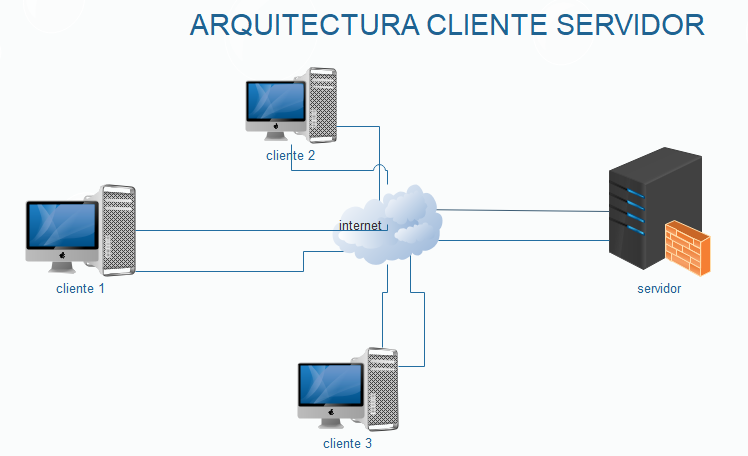 ARQUITECTURA CLIENTE SERVIDOR
cliente 2
internet
cliente 1
servidor
cliente 3